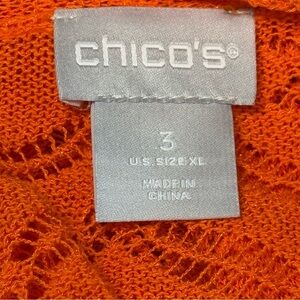 chico's®
3
U.S. SIZE XL
MADE IN
CHINA